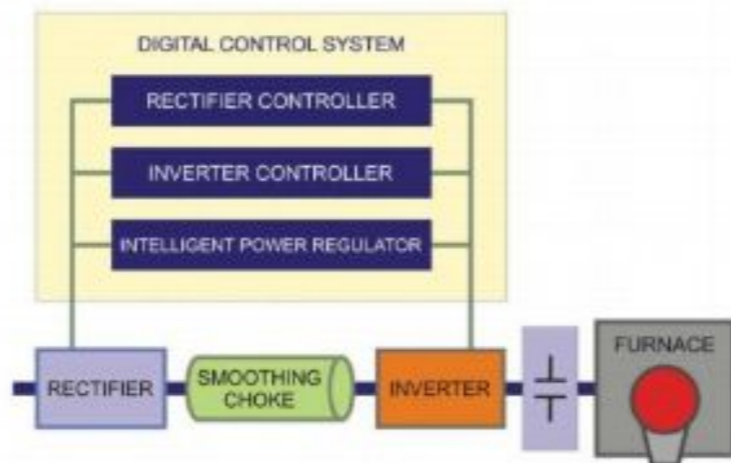 DIGITAL CONTROL SYSTEM
RECTIFIER CONTROLLER
INVERTER CONTROLLER
INTELLIGENT POWER REGULATOR
RECTIFIER
SMOOTHING
CHOKE
INVERTER
FURNACE